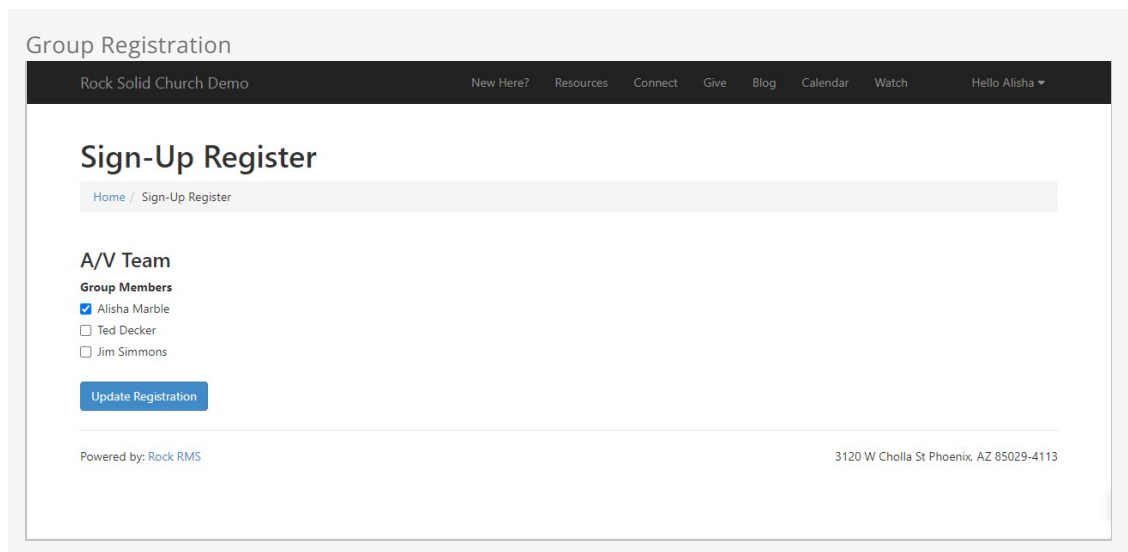 Group Registration
Rock Solid Church Demo New Here? Resources Connect Give Blog Calendar Watch Hello Alisha
Sign-Up Register
Home / Sign-Up Register
A/V Team
Group Members
Alisha Marble
Ted Decker
Jim Simmons
Update Registration
Powered by: Rock RMS 3120 W Cholla St Phoenix, AZ 85029-4113